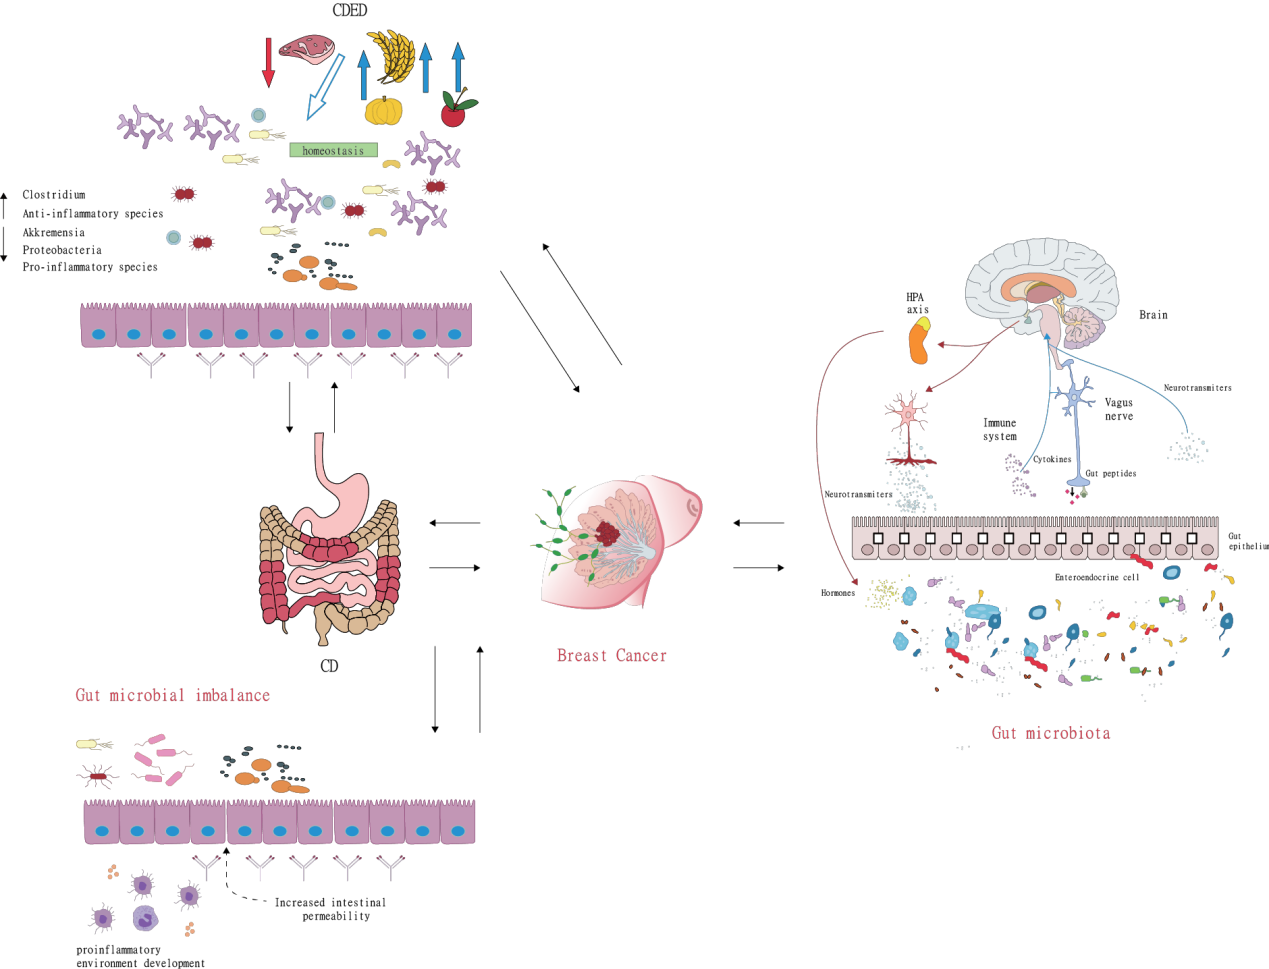 CDED
homeostasis
Clostridium
Anti-inflammatory species
Akkremensia
Proteobacteria
Pro-inflammatory species
HPA
axis
Brain
Neurotransmiters
Vagus
nerve
Immune
system
Cytokines
Gut peptides
Neurotransmiters
Gut
epithelium
Enteroendocrine cell
Hormones
Breast Cancer
CD
Gut microbial imbalance
Gut microbiota
Increased intestinal
permeability
proinflammatory
environment development